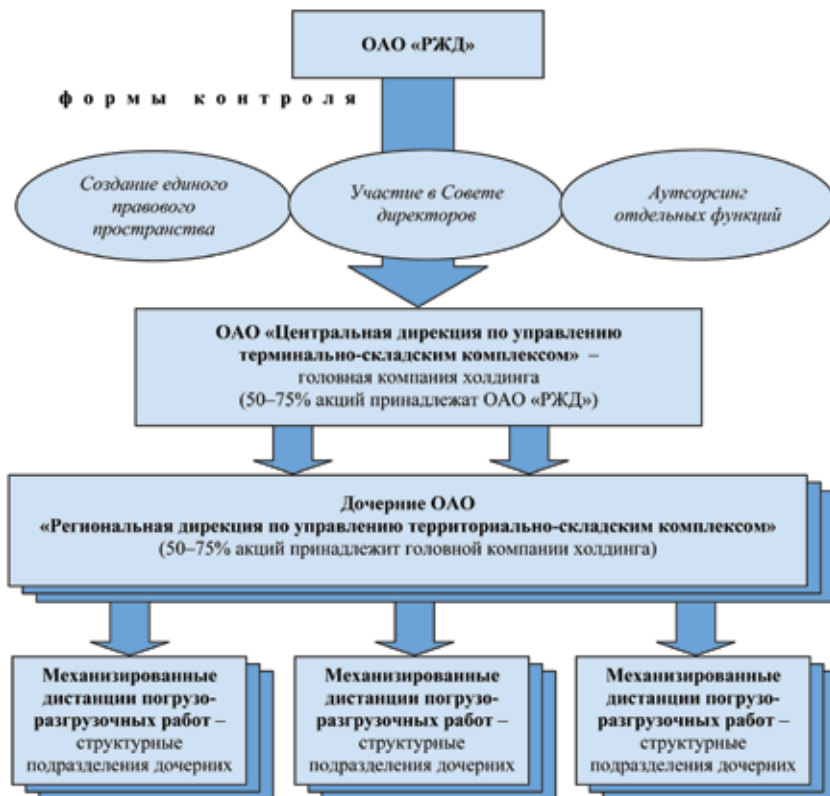 ОАО «РЖД»
формы контроля
Создание единого
правового
пространства
Участие в Совете
директоров
Аутсорсинг
отдельных функций
ОАО «Центральная дирекция по управлению
терминально-складским комплексом» –
головная компания холдинга
(50–75% акций принадлежат ОАО «РЖД»)
Дочерние ОАО
«Региональная дирекция по управлению территориально-складским комплексом»
(50–75% акций принадлежит головной компании холдинга)
Механизированные
дистанции погрузо-
разгрузочных работ –
структурные
подразделения дочерних
Механизированные
дистанции погрузо-
разгрузочных работ –
структурные
подразделения дочерних
Механизированные
дистанции погрузо-
разгрузочных работ –
структурные
подразделения дочерних